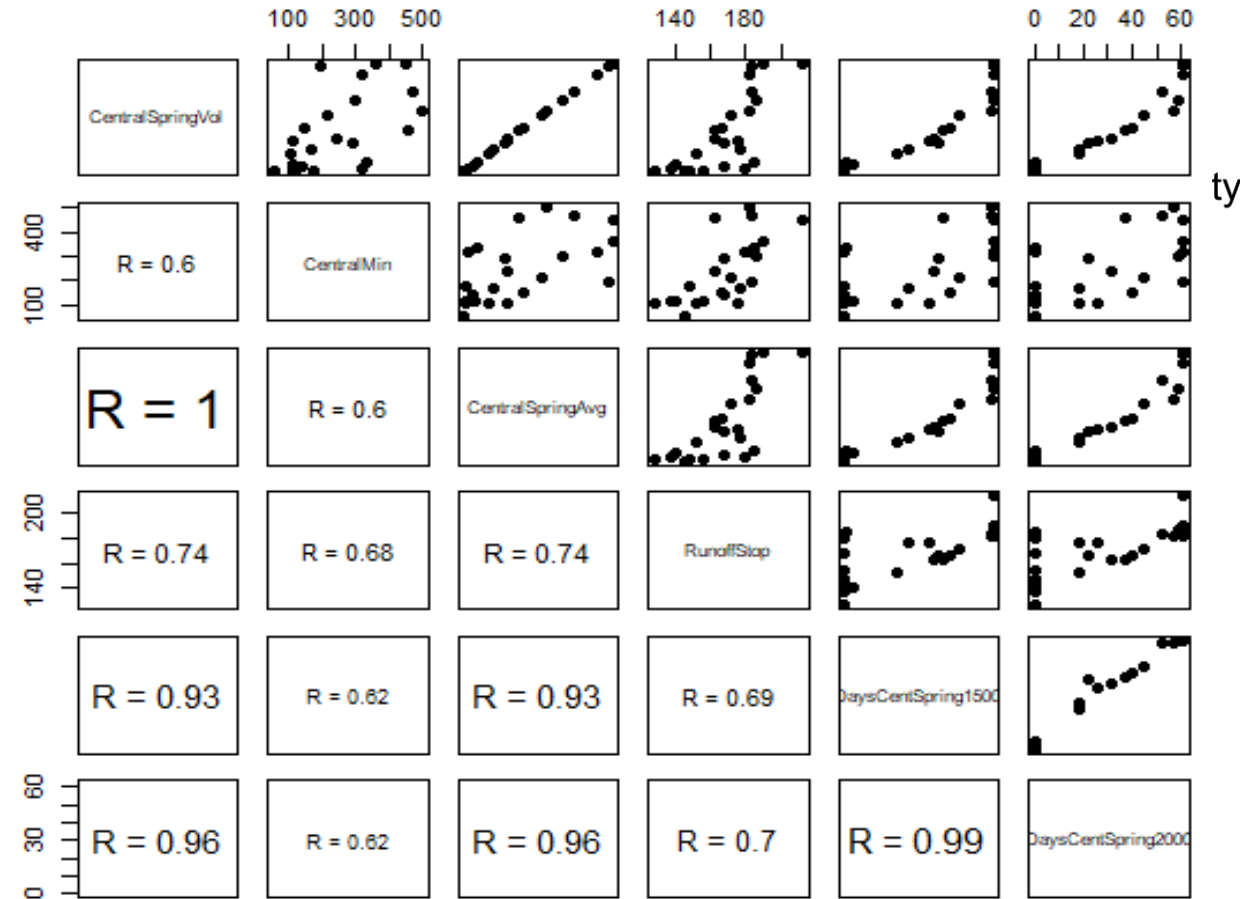 100 300 500 140 180 0 20 40 60
CentralSpringVol
ty
400
100
R = 0.6
CentralMin
R = 1
R = 0.6
CentralSpringAvg
200
140
R = 0.74
R = 0.68
R = 0.74
RunoffStop
R = 0.93
R = 0.62
R = 0.93
R = 0.69
DaysCentSpring1500
60
30
0
R = 0.96
R = 0.62
R = 0.96
R = 0.7
R = 0.99
DaysCentSpring2000